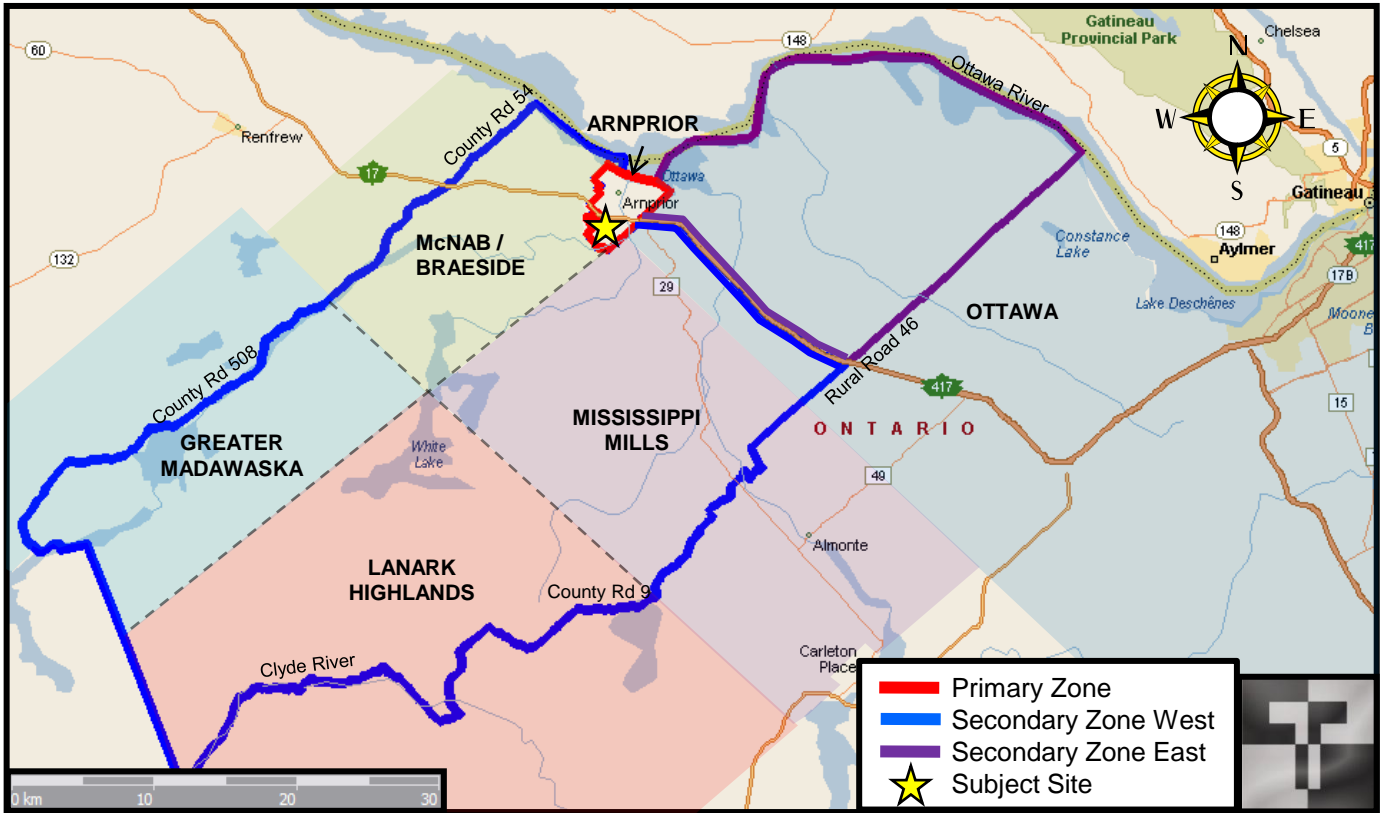 Gatineau
Provincial Park
Chelsea
148
60
N
Ottawa River
W
E
S
5
County Rd 54
ARNPRIOR
Renfrew
17
Ottawa
Arnprior
Gatineau
148
Aylmer
417
17B
132
McNAB /
BRAESIDE
Constance
Lake
29
Lake Deschênes
OTTAWA
Rural Road 46
County Rd 508
417
15
MISSISSIPPI
MILLS
ONTARIO
GREATER
MADAWASKA
White
Lake
49
Almonte
LANARK
HIGHLANDS
County Rd 9
Clyde River
Carleton
Place
Primary Zone
Secondary Zone West
Secondary Zone East
Subject Site
0 km 10 20 30